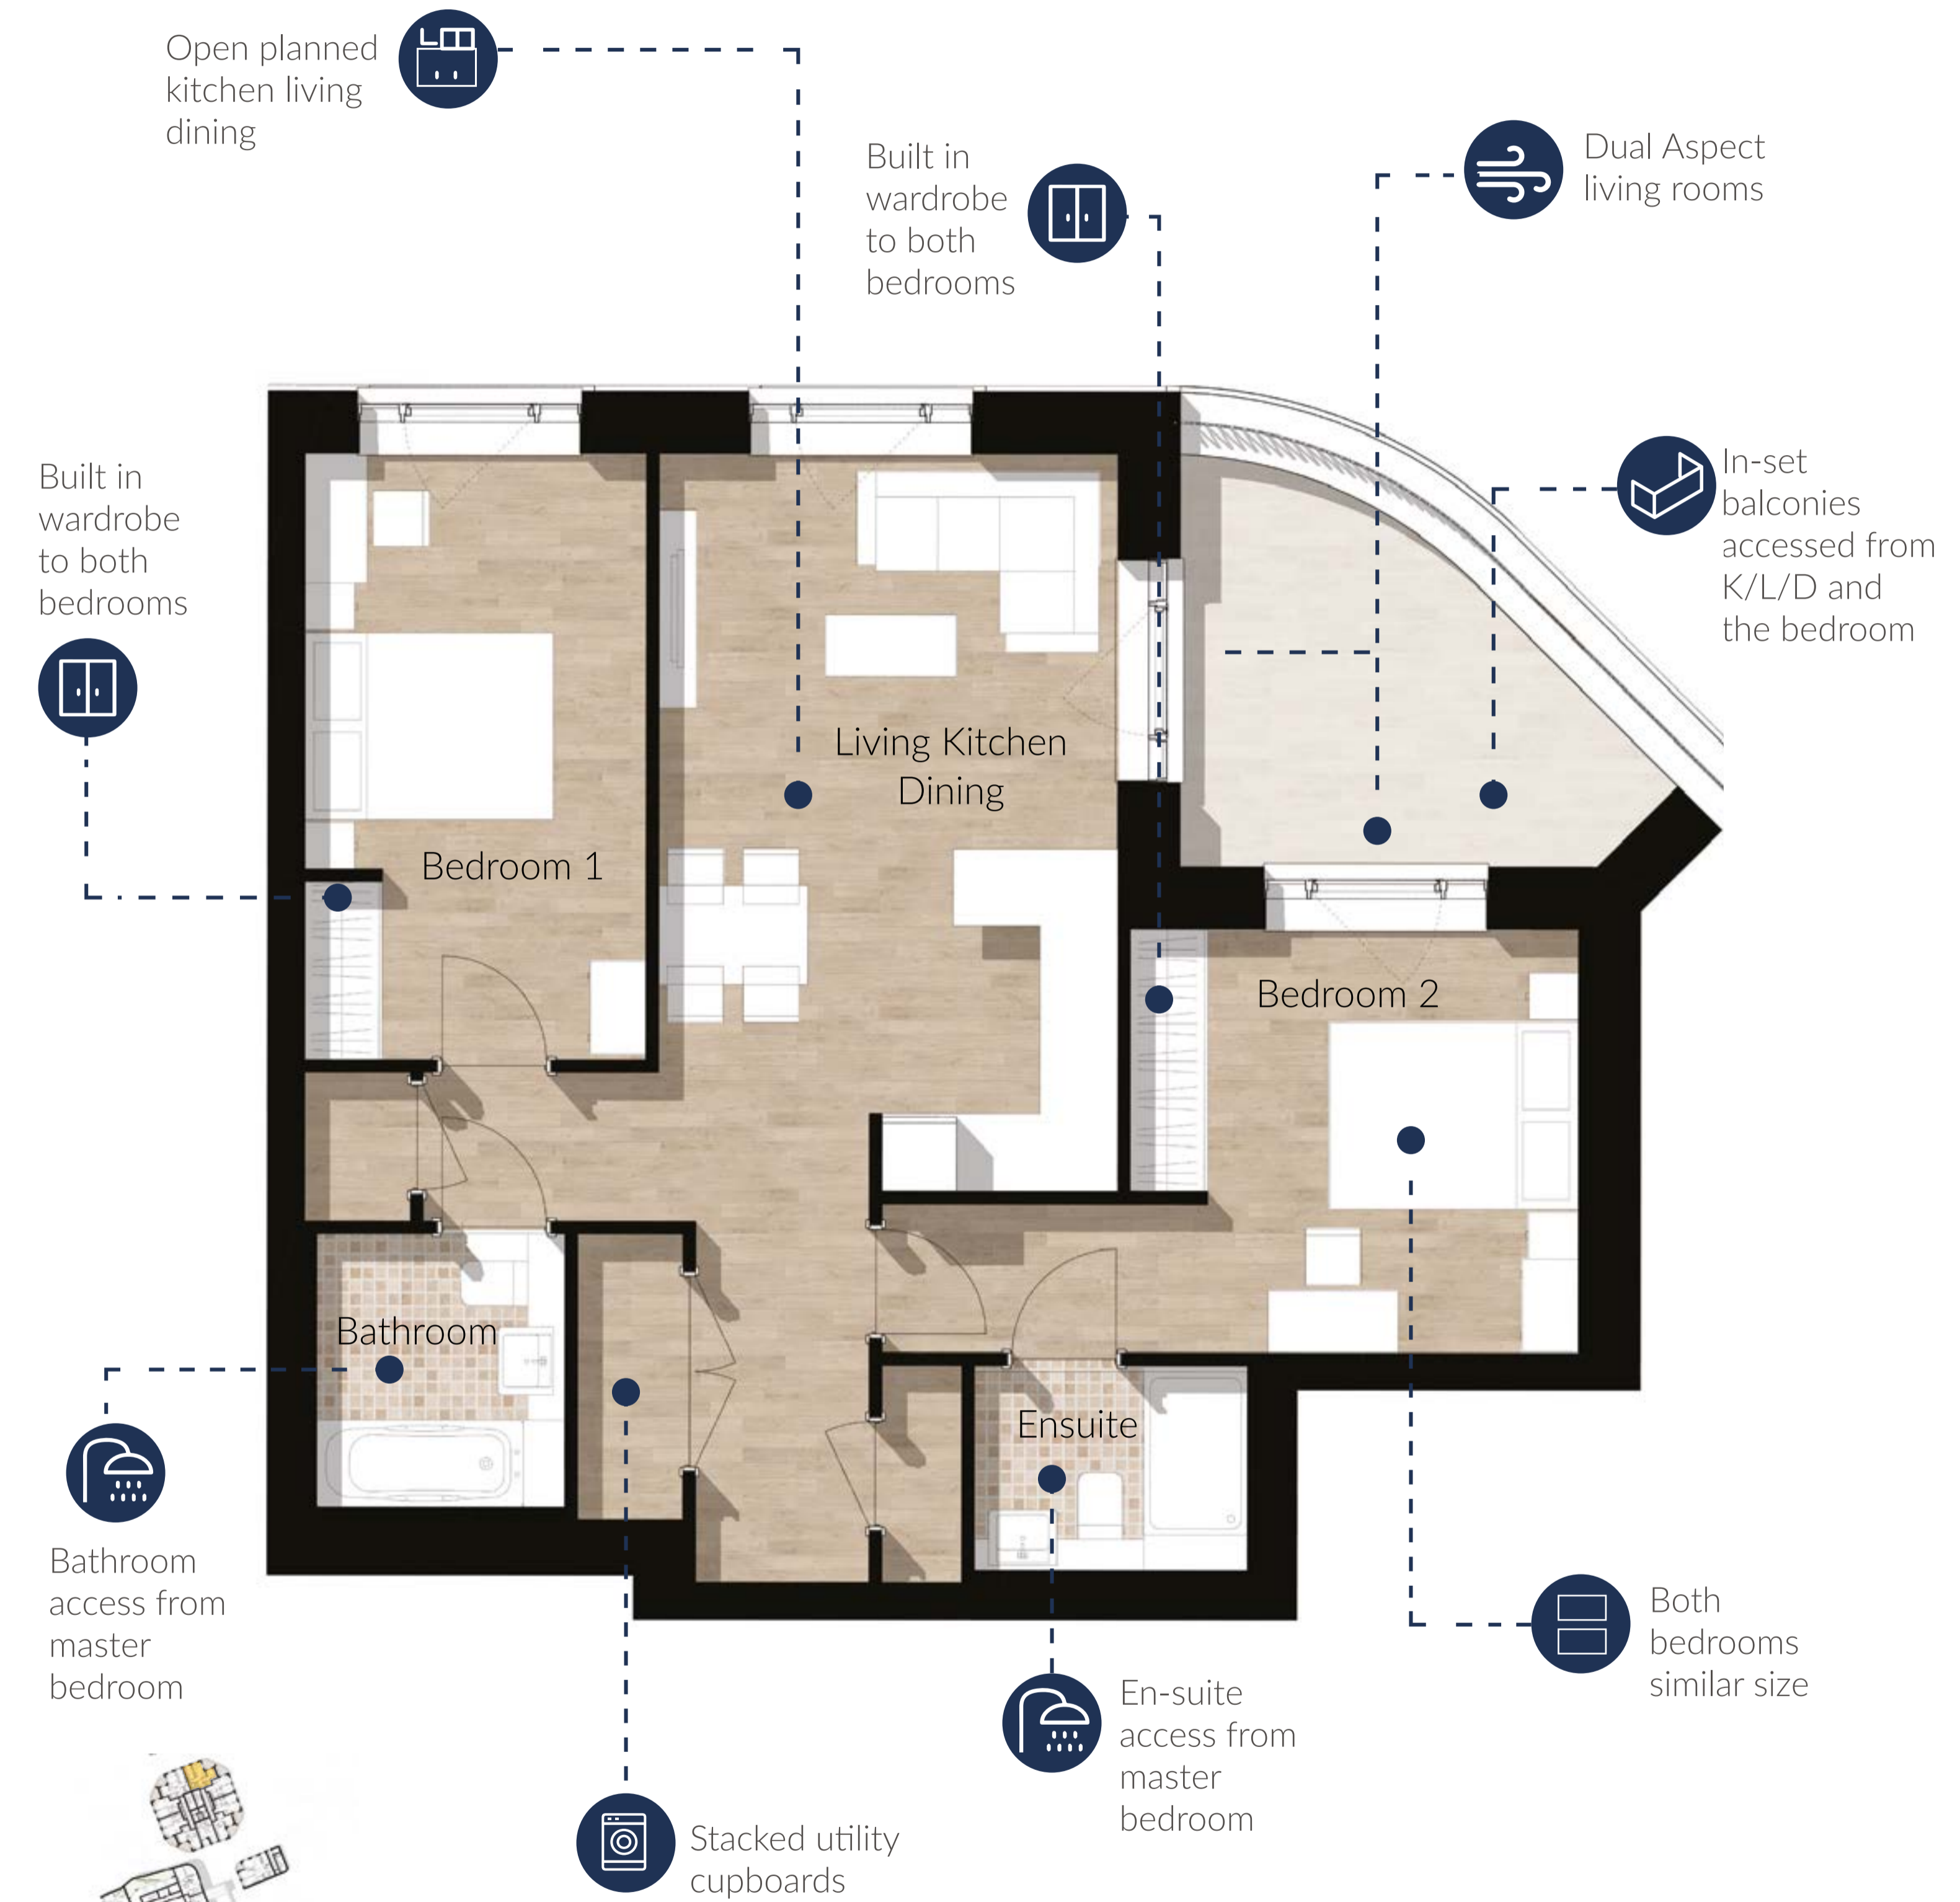 Open planned
kitchen living
dining
Built in
wardrobe
to both
bedrooms
Dual Aspect
living rooms
Built in
wardrobe
to both
bedrooms
In-set
balconies
accessed from
K/L/D and
the bedroom
Living Kitchen
Dining
Bedroom 1
Bedroom 2
Bathroom
Ensuite
Bathroom
access from
master
bedroom
En-suite
access from
master
bedroom
Both
bedrooms
similar size
Stacked utility
cupboards